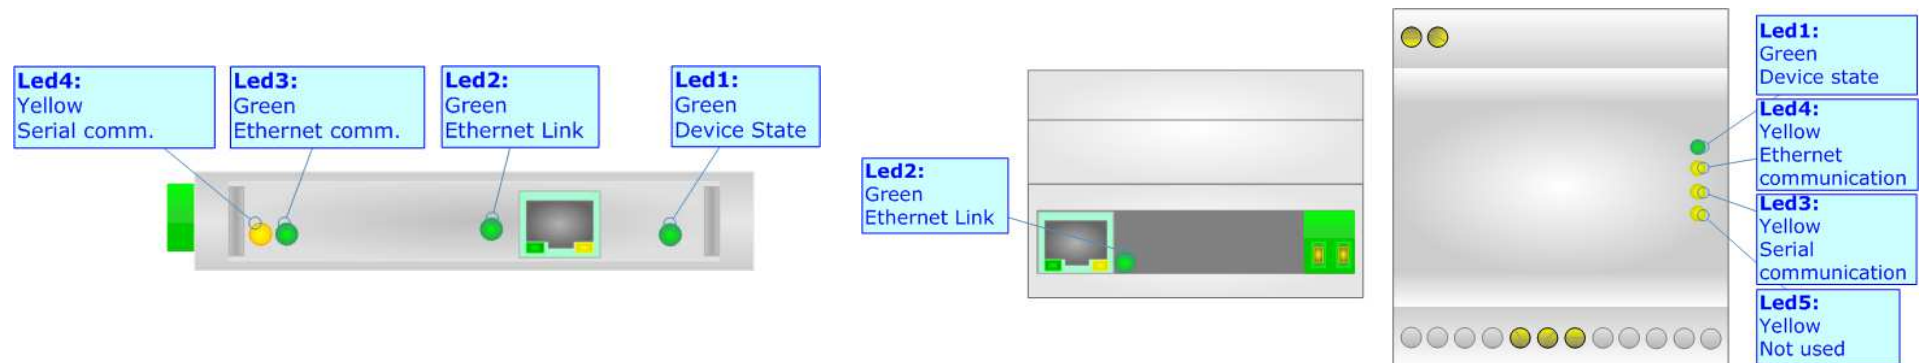 Led4:
Yellow
Serial comm.
Led3:
Green
Ethernet comm.
Led2:
Green
Ethernet Link
Led1:
Green
Device State
Led2:
Green
Ethernet Link
Led1:
Green
Device state
Led4:
Yellow
Ethernet
communication
Led3:
Yellow
Serial
communication
Led5:
Yellow
Not used